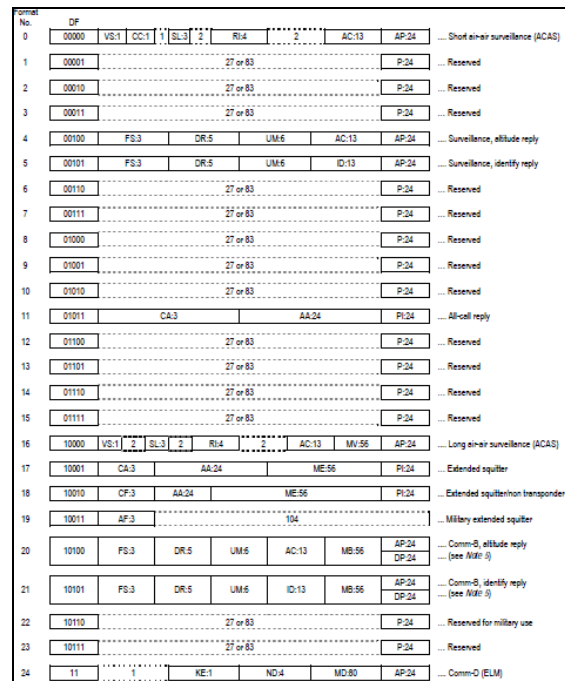 Format
No. DF
0 00000 VS:1 CC:1 1 SL:3 2 RI:4 2 AC:13 AP:24 .... Short air-air surveillance (ACAS)
1 00001 27 or 83 P:24 ... Reserved
2 00010 27 or 83 P:24 ... Reserved
3 00011 27 or 83 P:24 ... Reserved
4 00100 FS:3 DR:5 UM:6 AC:13 AP:24 .... Surveillance, altitude reply
5 00101 FS:3 DR:5 UM:6 ID:13 AP:24 .... Surveillance, identify reply
6 00110 27 or 83 P:24 ... Reserved
7 00111 27 or 83 P:24 ... Reserved
8 01000 27 or 83 P:24 ... Reserved
9 01001 27 or 83 P:24 ... Reserved
10 01010 27 or 83 P:24 ... Reserved
11 01011 CA:3 AA:24 PI:24 .... All-call reply
12 01100 27 or 83 P:24 ... Reserved
13 01101 27 or 83 P:24 ... Reserved
14 01110 27 or 83 P:24 ... Reserved
15 01111 27 or 83 P:24 ... Reserved
16 10000 VS:1 2 SL:3 2 RI:4 2 AC:13 MV:56 AP:24 .... Long air-air surveillance (ACAS)
17 10001 CA:3 AA:24 ME:56 PI:24 .... Extended squitter
18 10010 CF:3 AA:24 ME:56 PI:24 .... Extended squitter/non transponder
19 10011 AF:3 104 .... Military extended squitter
20 10100 FS:3 DR:5 UM:6 AC:13 MB:56 AP:24 .... Comm-B, altitude reply
DP:24 .... (see Note 9)
21 10101 FS:3 DR:5 UM:6 ID:13 MB:56 AP:24 .... Comm-B, identify reply
DP:24 .... (see Note 9)
22 10110 27 or 83 P:24 ... Reserved for military use
23 10111 27 or 83 P:24 ... Reserved
24 11 1 KE:1 ND:4 MD:80 AP:24 .... Comm-D (ELM)